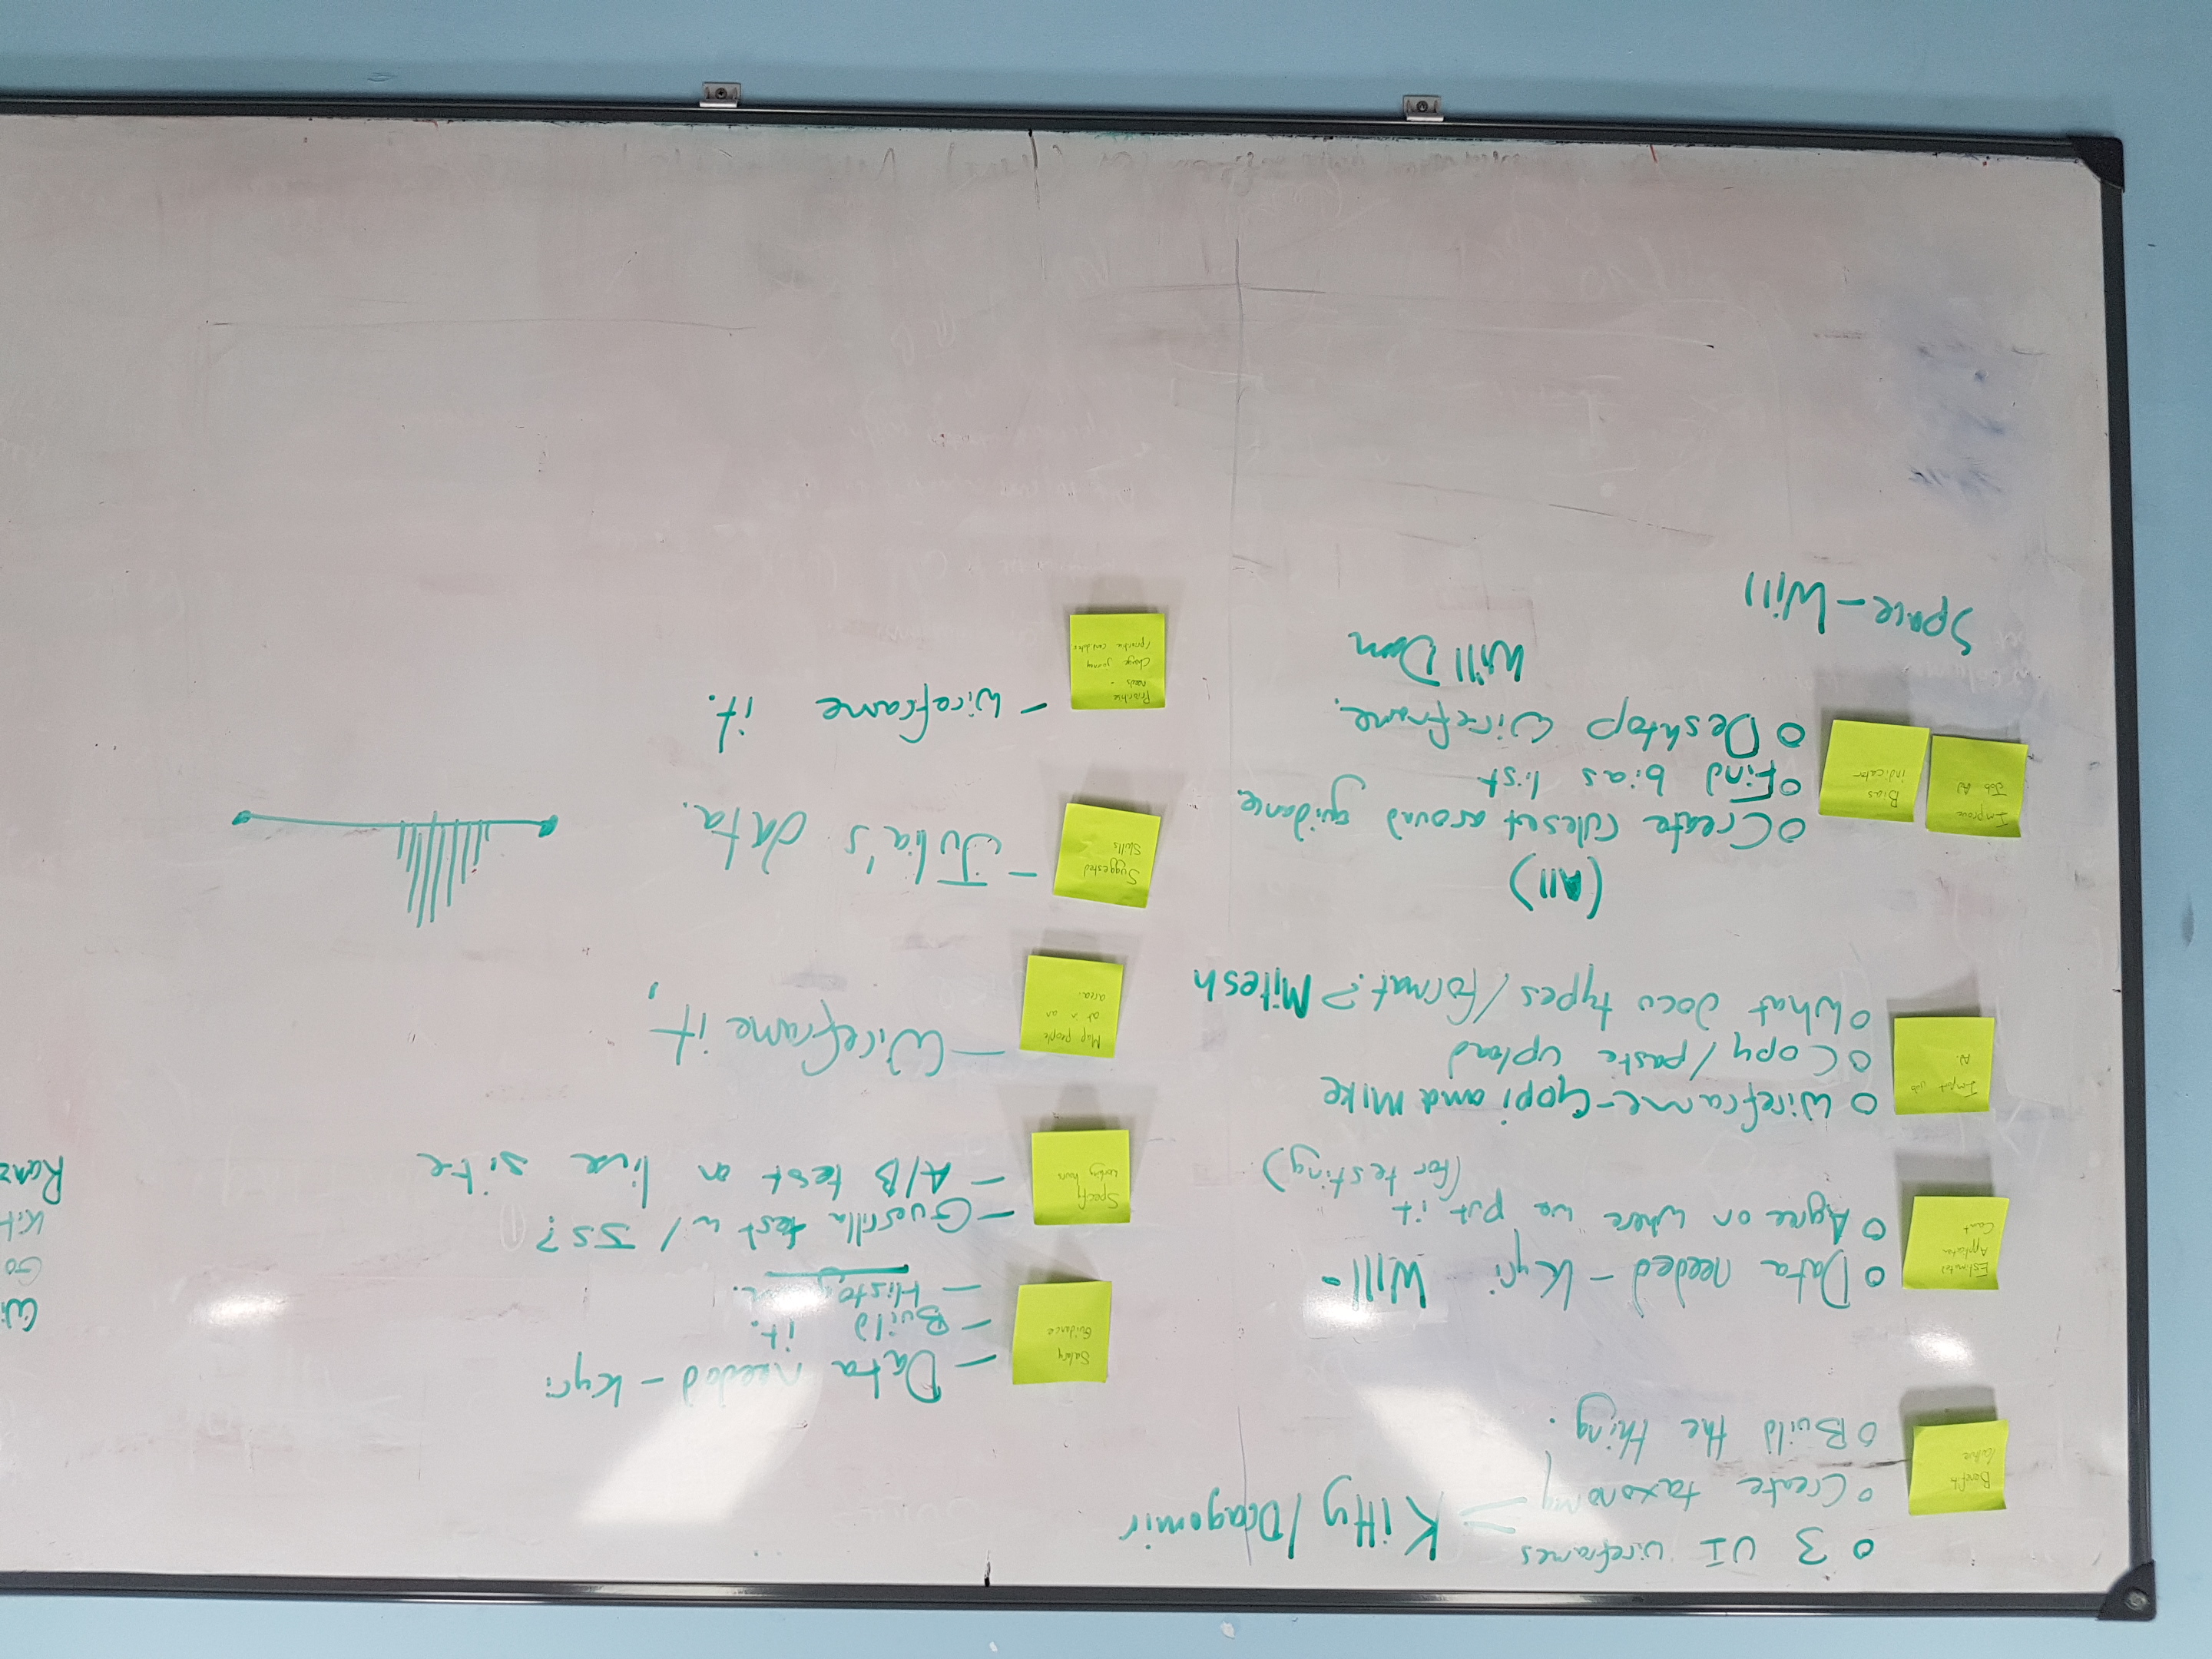 o 3 UI wireframes
o Create taxonomy
o Build the thing.
= Kitty / Dragomir
Benefits
/culture
Estimated
Application
Count
o Data needed - Kyri Will-
o Agree on where we put it
(for testing)
Import job
Ad.
o Wireframe-Gopi and Mike
o Copy/paste upload
o What docu types/format? > Mitesh
(All)
Improve
Job Ad
Bias
indicator
o Create ruleset around guidance.
o Find bias list
o Desktop wireframe.
Will Dom
Space-Will
Salary
Guidance
- Data needed - Kyri
- Build it.
- Histogram.
Specify
working hours
- Guerrilla test w/ JS?
- A/B test on live site
Map people
at in an
area.
- Wireframe it,
Suggested
Skills
- Julia's data.
Prioritise
needs -
Change journey
/prioritise candidates
- wireframe it.
Wi
Go
Kit
Ranz